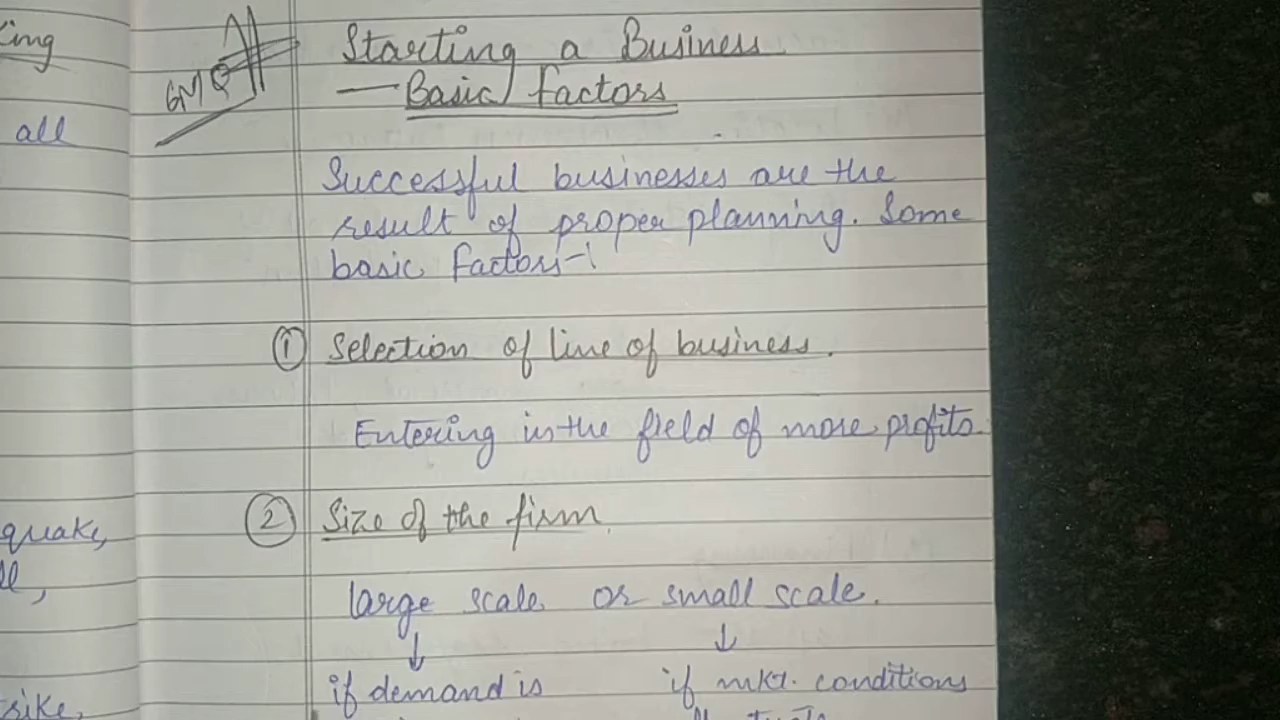 Starting a Business
— Basic factors
Successful businesses are the
result of proper planning. Some
basic factors-
① Selection of line of business.
Entering in the field of more profits.
② Size of the firm.
large scale or small scale.
↓ ↓
if demand is if mkt. conditions
all
quake,